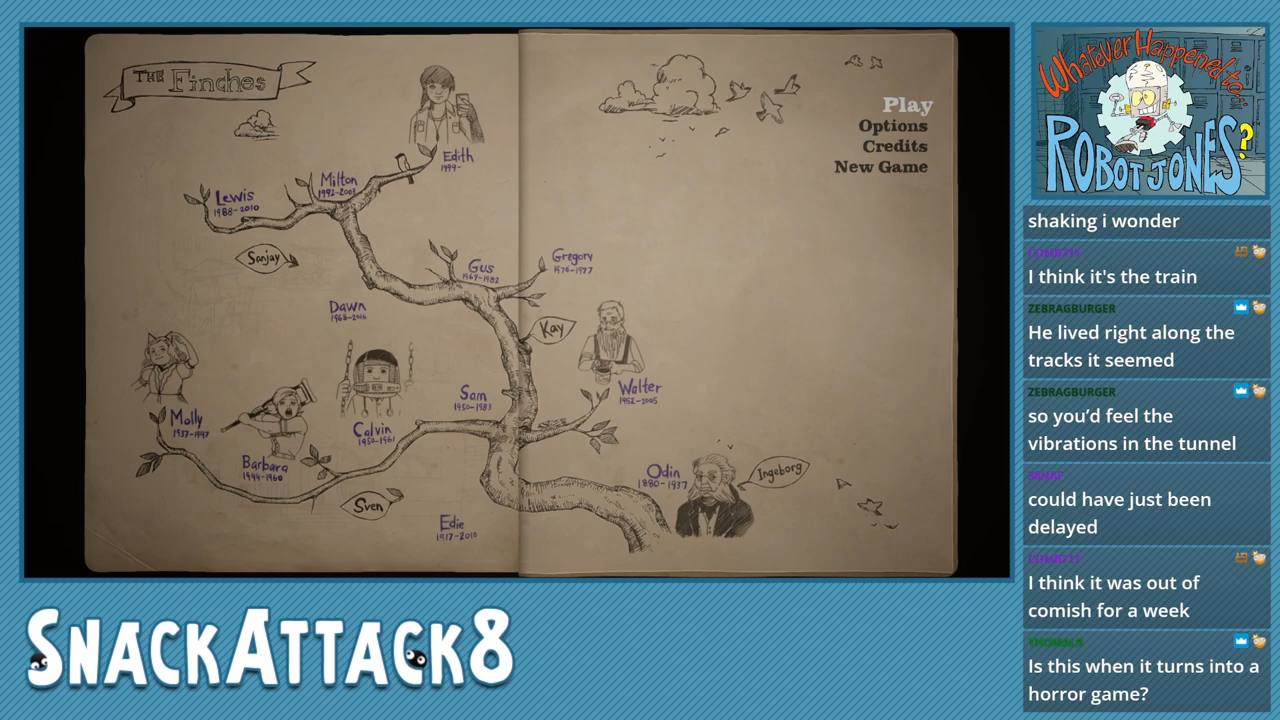 THE Finches
Edith
1999-
Milton
1992-2003
Lewis
1988-2010
Sanjay
Gus
1969-1982
Gregory
1976-1977
Dawn
1968-2016
Kay
Sam
1950-1983
Walter
1952-2005
Molly
1937-1947
Calvin
1950-1961
Barbara
1944-1960
Sven
Edie
1917-2010
Odin
1880-1937
Ingeborg
Play
Options
Credits
New Game
SNACKATTACK8
Whatever Happened to..
ROBOT JONES?
shaking i wonder
COMB711
I think it's the train
ZEBRAGBURGER
He lived right along the
tracks it seemed
ZEBRAGBURGER
so you’d feel the
vibrations in the tunnel
could have just been
delayed
COMB711
I think it was out of
comish for a week
Is this when it turns into a
horror game?